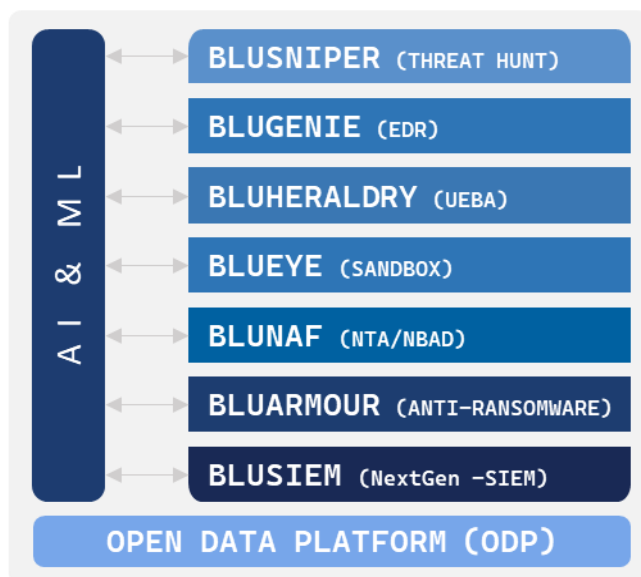 AI & ML
BLUSNIPER (THREAT HUNT)
BLUGENIE (EDR)
BLUHERALDRY (UEBA)
BLUEYE (SANDBOX)
BLUNAF (NTA/NBAD)
BLUARMOUR (ANTI-RANSOMWARE)
BLUSIEM (NextGen -SIEM)
OPEN DATA PLATFORM (ODP)